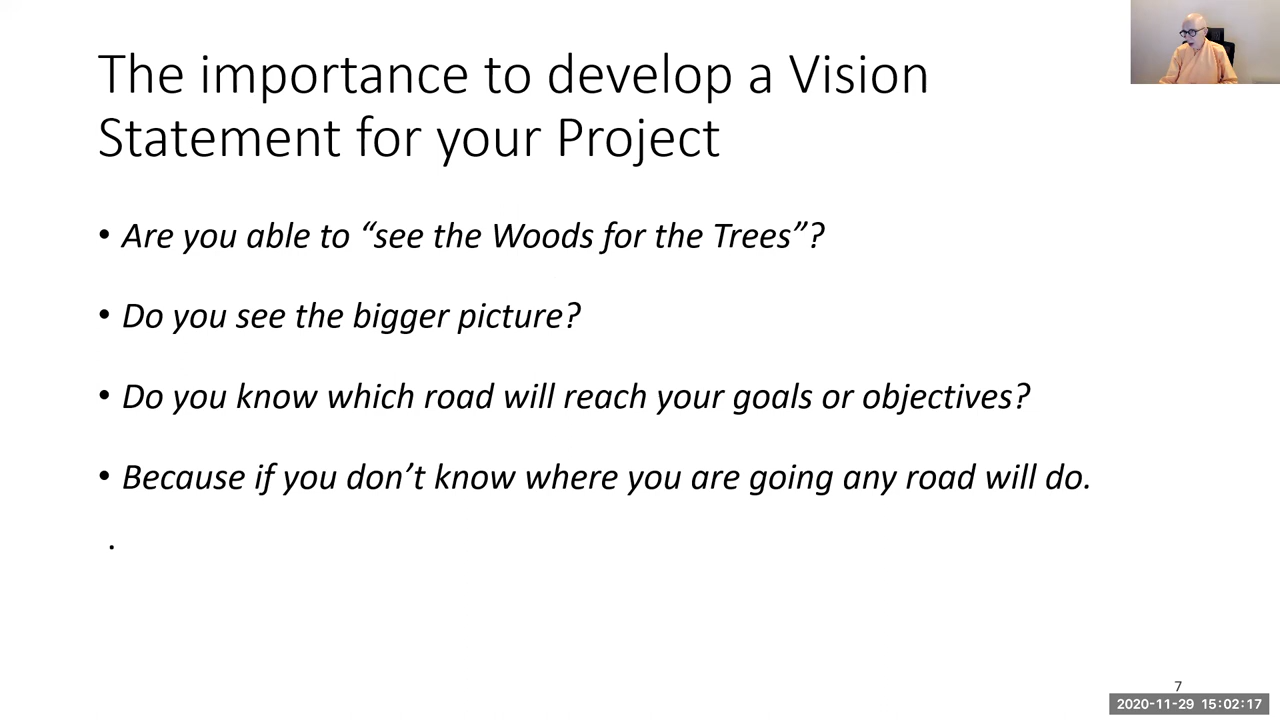 The importance to develop a Vision
Statement for your Project
• Are you able to “see the Woods for the Trees”?
• Do you see the bigger picture?
• Do you know which road will reach your goals or objectives?
• Because if you don’t know where you are going any road will do.
.
7
2020-11-29 15:02:17